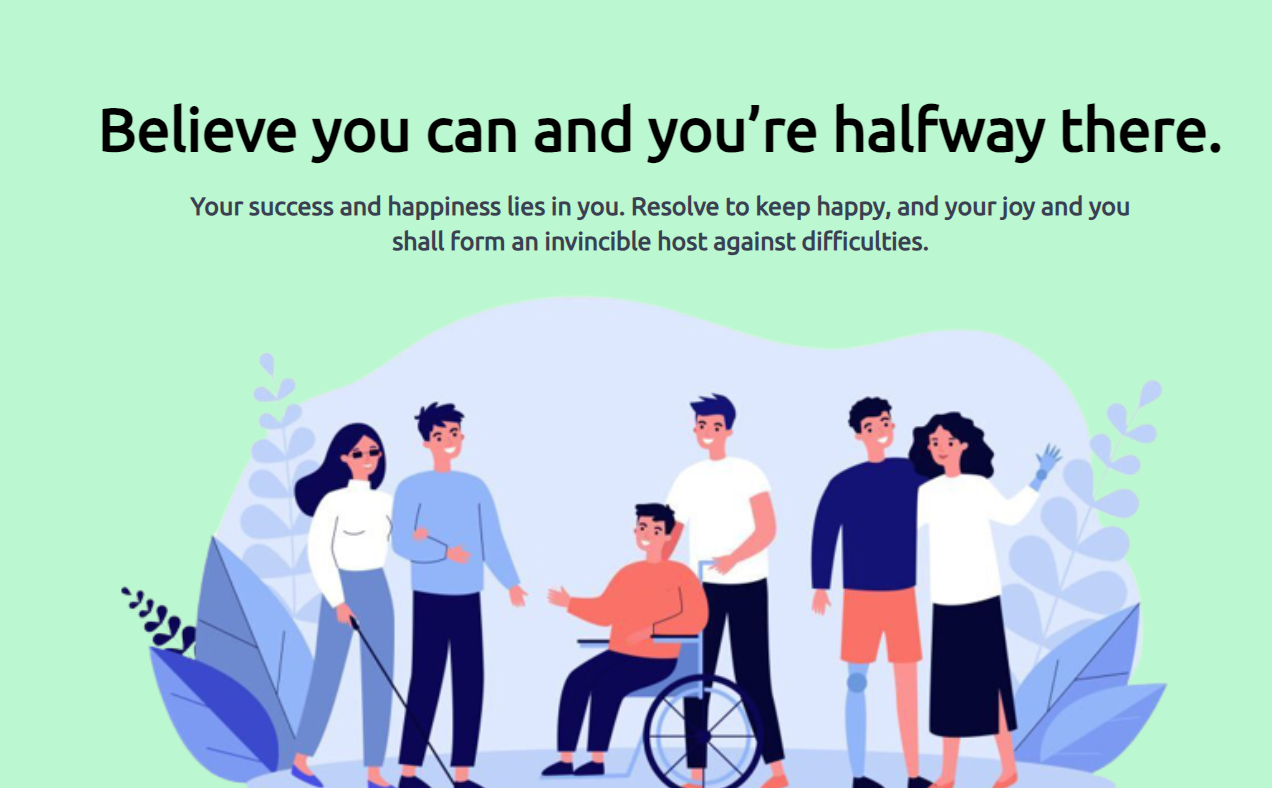 Believe you can and you’re halfway there.
Your success and happiness lies in you. Resolve to keep happy, and your joy and you
shall form an invincible host against difficulties.